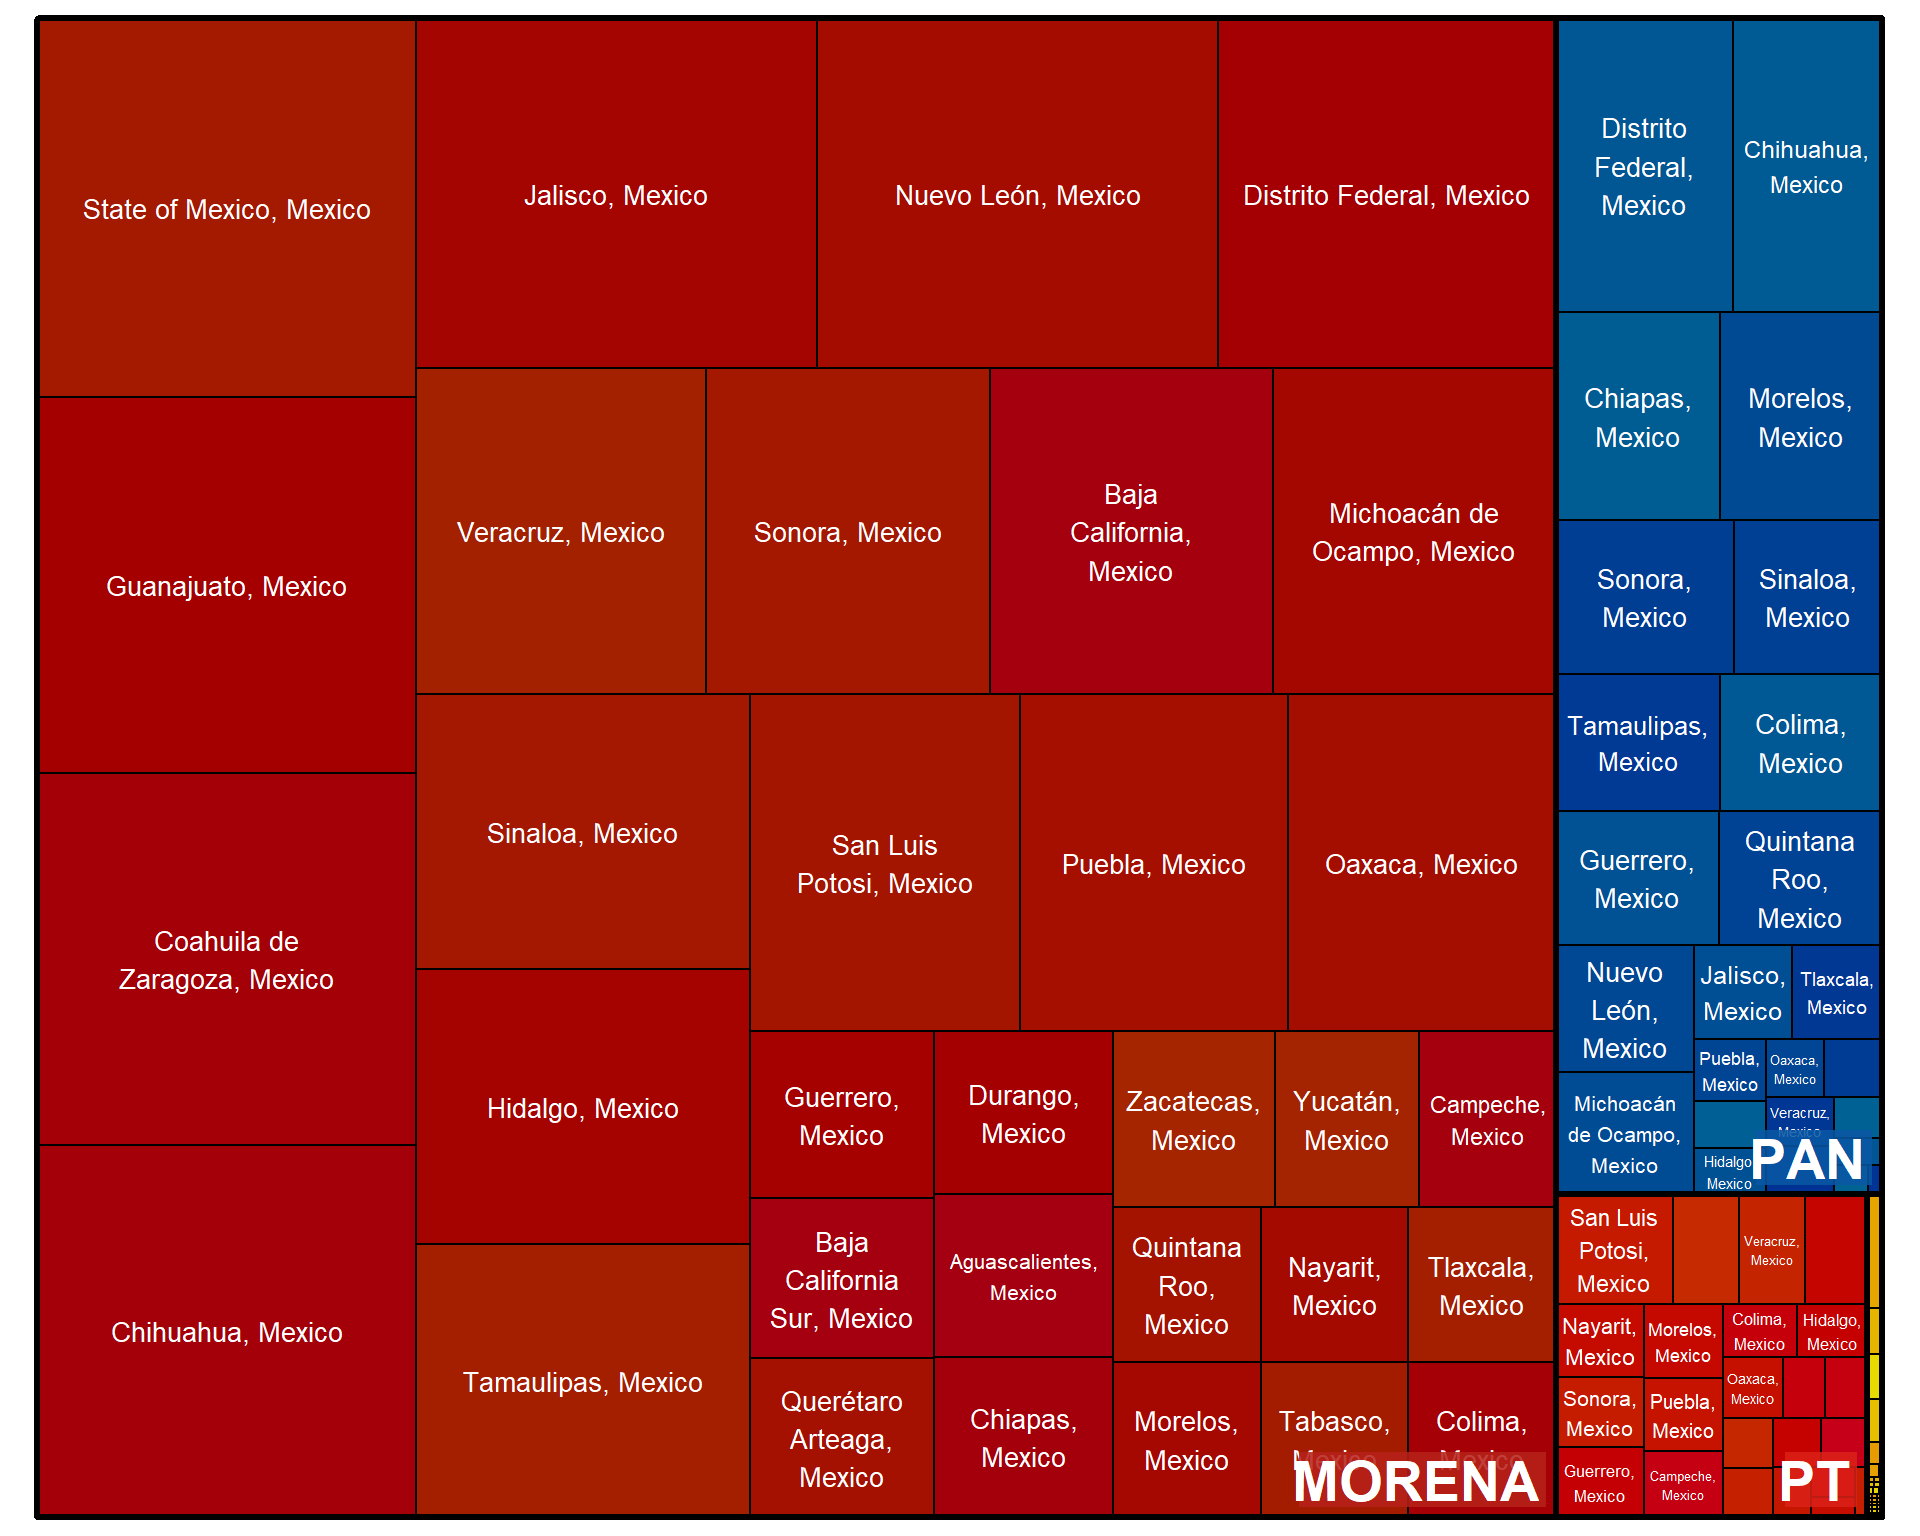 State of Mexico, Mexico
Guanajuato, Mexico
Coahuila de
Zaragoza, Mexico
Chihuahua, Mexico
Jalisco, Mexico
Nuevo León, Mexico
Distrito Federal, Mexico
Veracruz, Mexico
Sonora, Mexico
Baja
California,
Mexico
Michoacán de
Ocampo, Mexico
Sinaloa, Mexico
Hidalgo, Mexico
Tamaulipas, Mexico
San Luis
Potosi, Mexico
Puebla, Mexico
Oaxaca, Mexico
Guerrero,
Mexico
Durango,
Mexico
Zacatecas,
Mexico
Yucatán,
Mexico
Campeche,
Mexico
Baja
California
Sur, Mexico
Aguascalientes,
Mexico
Quintana
Roo,
Mexico
Nayarit,
Mexico
Tlaxcala,
Mexico
Querétaro
Arteaga,
Mexico
Chiapas,
Mexico
Morelos,
Mexico
Tabasco,
Mexico
Colima,
Mexico
MORENA
Distrito
Federal,
Mexico
Chihuahua,
Mexico
Chiapas,
Mexico
Morelos,
Mexico
Sonora,
Mexico
Sinaloa,
Mexico
Tamaulipas,
Mexico
Colima,
Mexico
Guerrero,
Mexico
Quintana
Roo,
Mexico
Nuevo
León,
Mexico
Jalisco,
Mexico
Tlaxcala,
Mexico
Puebla,
Mexico
Oaxaca,
Mexico
Michoacán
de Ocampo,
Mexico
Veracruz,
Mexico
Hidalgo
Mexico
PAN
San Luis
Potosi,
Mexico
Veracruz,
Mexico
Nayarit,
Mexico
Morelos,
Mexico
Colima,
Mexico
Hidalgo,
Mexico
Sonora,
Mexico
Puebla,
Mexico
Oaxaca,
Mexico
Guerrero,
Mexico
Campeche,
Mexico
PT